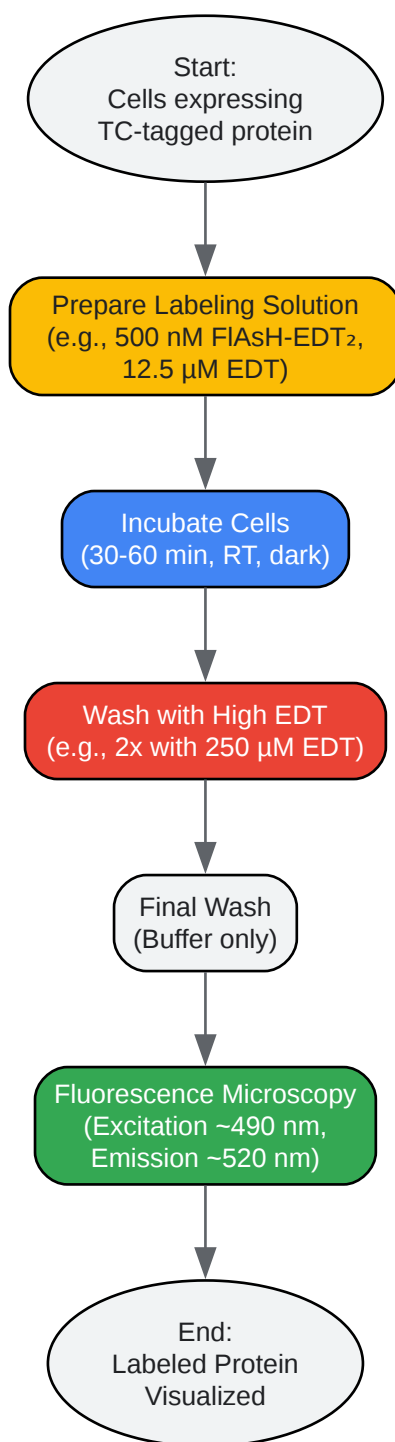 Start:
Cells expressing
TC-tagged protein
Prepare Labeling Solution
(e.g., 500 nM FlAsH-EDT₂,
12.5 µM EDT)
Incubate Cells
(30-60 min, RT, dark)
Wash with High EDT
(e.g., 2x with 250 µM EDT)
Final Wash
(Buffer only)
Fluorescence Microscopy
(Excitation ~490 nm,
Emission ~520 nm)
End:
Labeled Protein
Visualized